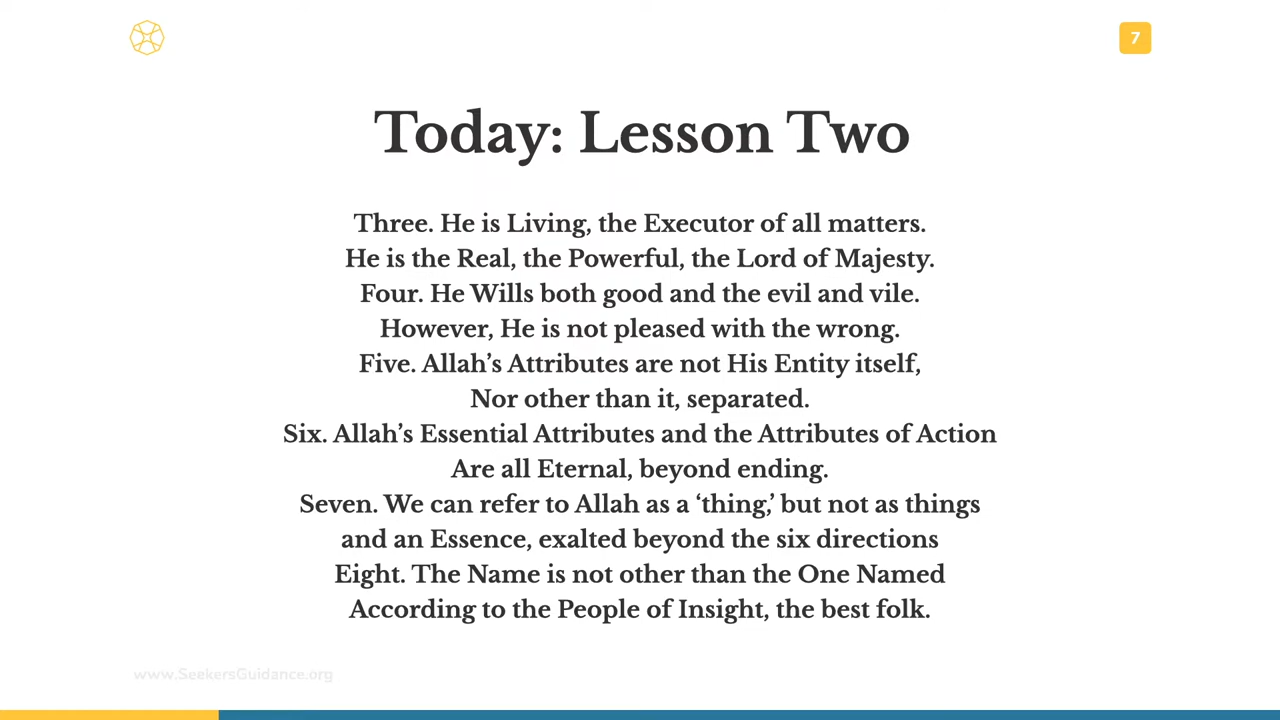 7
Today: Lesson Two
Three. He is Living, the Executor of all matters.
He is the Real, the Powerful, the Lord of Majesty.
Four. He Wills both good and the evil and vile.
However, He is not pleased with the wrong.
Five. Allah’s Attributes are not His Entity itself,
Nor other than it, separated.
Six. Allah’s Essential Attributes and the Attributes of Action
Are all Eternal, beyond ending.
Seven. We can refer to Allah as a ‘thing,’ but not as things
and an Essence, exalted beyond the six directions
Eight. The Name is not other than the One Named
According to the People of Insight, the best folk.
www.SeekersGuidance.org